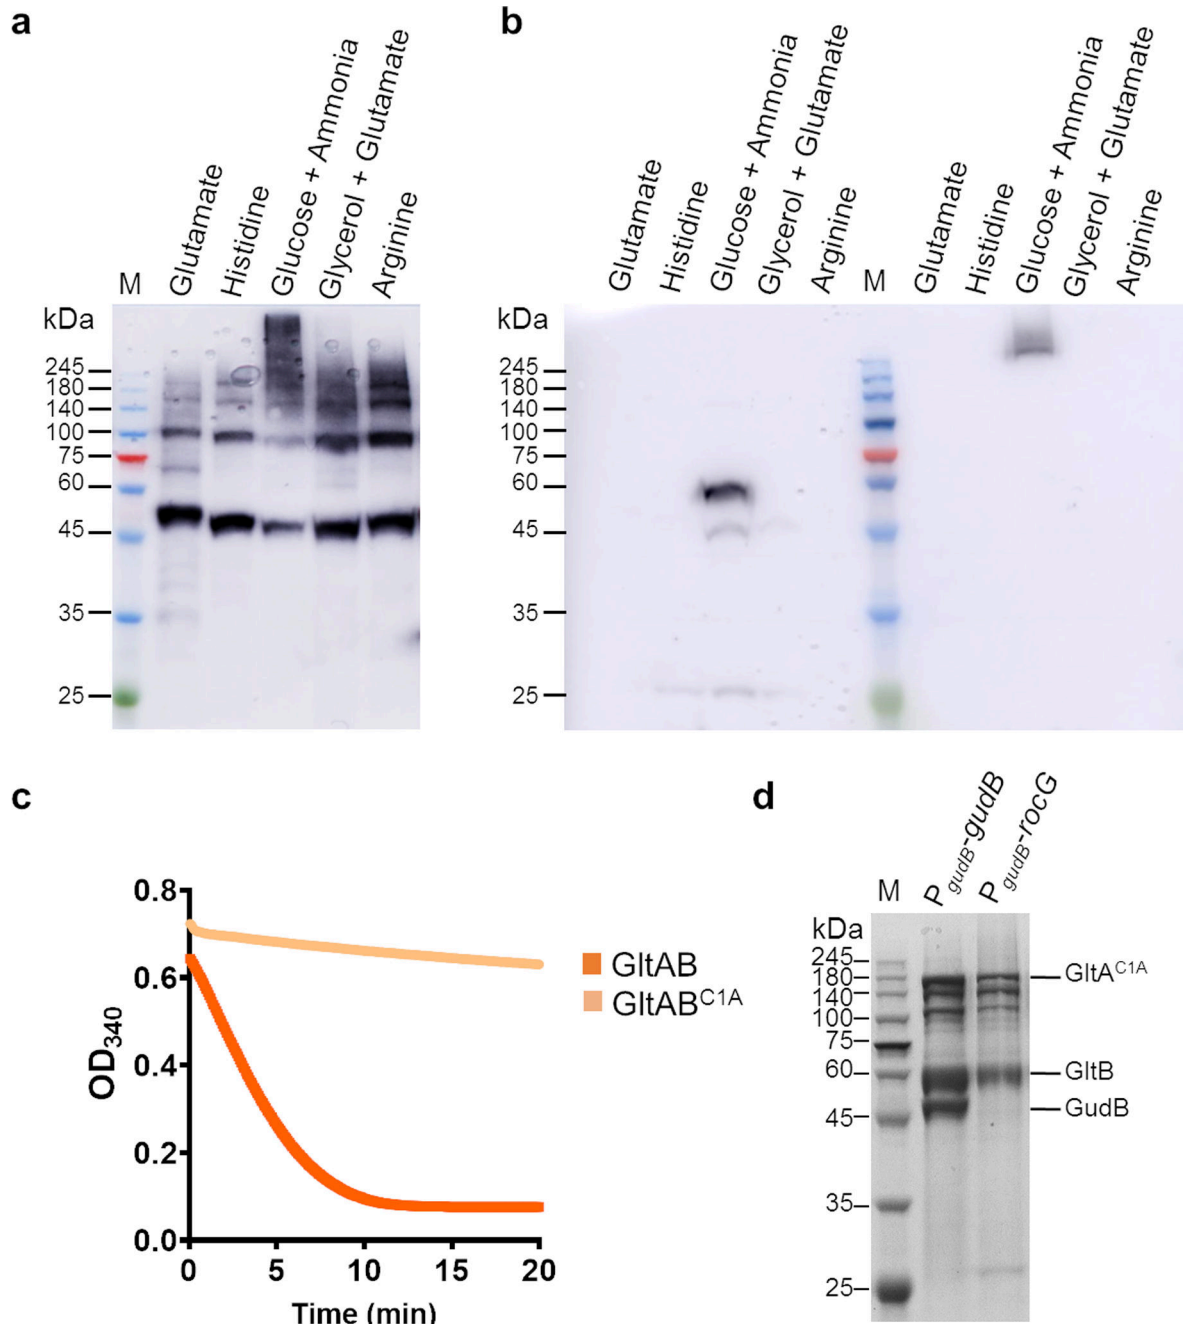 a
M
Glutamate
Histidine
Glucose + Ammonia
Glycerol + Glutamate
Arginine
kDa
245
180
140
100
75
60
45
35
25
b
Glutamate
Histidine
Glucose + Ammonia
Glycerol + Glutamate
Arginine
M
Glutamate
Histidine
Glucose + Ammonia
Glycerol + Glutamate
Arginine
kDa
245
180
140
100
75
60
45
35
25
c
OD340
0.8
0.6
0.4
0.2
0.0
0
5
10
15
20
Time (min)
GltAB
GltABC1A
d
M
PgudB-gudB
PgudB-rocG
kDa
245
180
140
100
75
60
45
35
25
GltAC1A
GltB
GudB